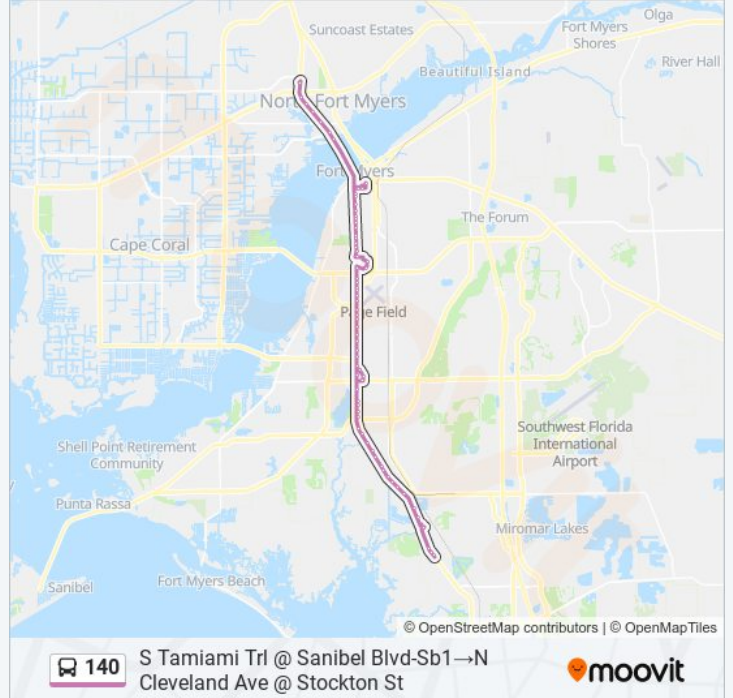 Suncoast Estates
Olga
Fort Myers
Shores
River Hall
Beautiful Island
North Fort Myers
Fort Myers
The Forum
Cape Coral
Page Field
Southwest Florida
International
Airport
Shell Point Retirement
Community
Punta Rassa
Miromar Lakes
Fort Myers Beach
Sanibel
© OpenStreetMap contributors | © OpenMapTiles
140
S Tamiami Trl @ Sanibel Blvd-Sb1→N
Cleveland Ave @ Stockton St
moovit